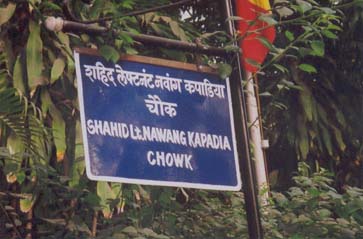 शहिद लेफ्टनंट नवांग कपाडिया
चौक
SHAHID Lt. NAWANG KAPADIA
CHOWK